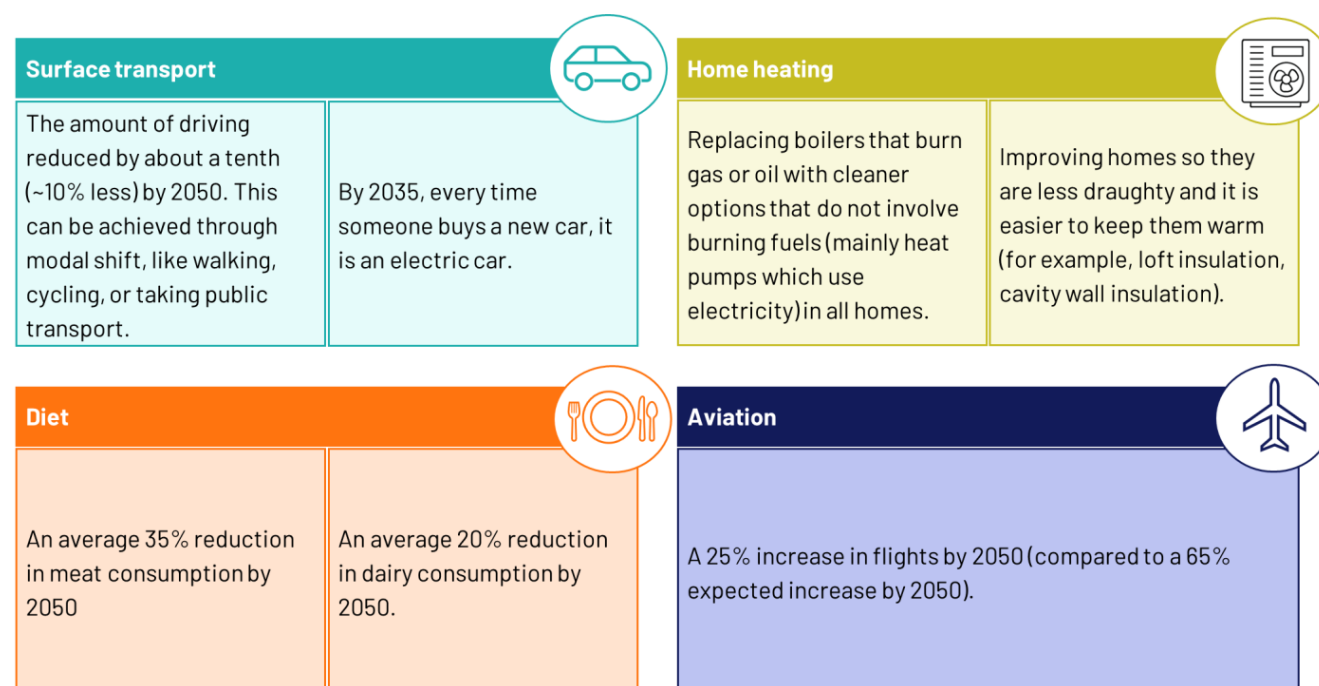 Surface transport
The amount of driving
reduced by about a tenth
(~10% less) by 2050. This
can be achieved through
modal shift, like walking,
cycling, or taking public
transport.
By 2035, every time
someone buys a new car, it
is an electric car.
Home heating
Replacing boilers that burn
gas or oil with cleaner
options that do not involve
burning fuels (mainly heat
pumps which use
electricity) in all homes.
Improving homes so they
are less draughty and it is
easier to keep them warm
(for example, loft insulation,
cavity wall insulation).
Diet
An average 35% reduction
in meat consumption by
2050
An average 20% reduction
in dairy consumption by
2050.
Aviation
A 25% increase in flights by 2050 (compared to a 65%
expected increase by 2050).